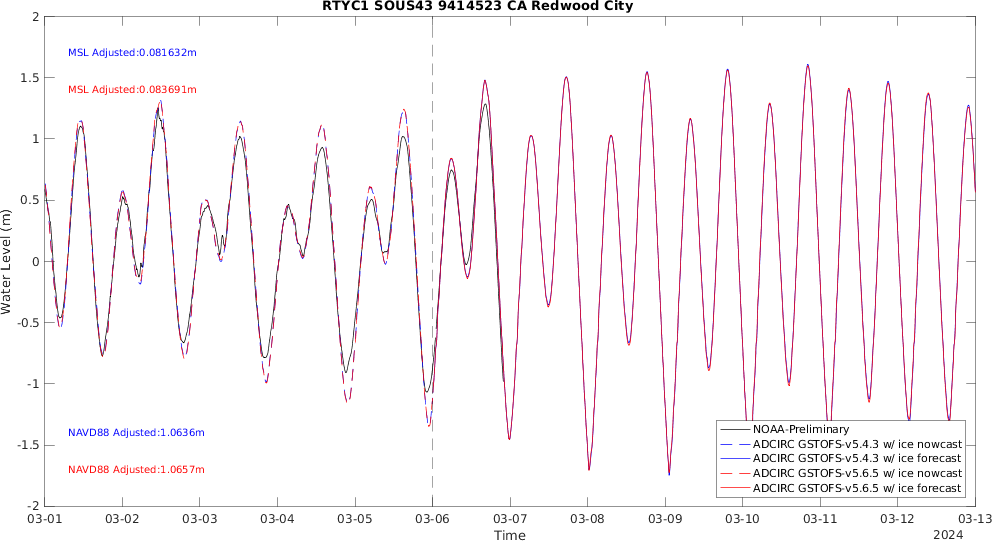 RTYC1 SOUS43 9414523 CA Redwood City
MSL Adjusted:0.081632m
MSL Adjusted:0.083691m
NAVD88 Adjusted:1.0636m
NAVD88 Adjusted:1.0657m
Water Level (m)
2
1.5
1
0.5
0
-0.5
-1
-1.5
-2
NOAA-Preliminary
ADCIRC GSTOFS-v5.4.3 w/ ice nowcast
ADCIRC GSTOFS-v5.4.3 w/ ice forecast
ADCIRC GSTOFS-v5.6.5 w/ ice nowcast
ADCIRC GSTOFS-v5.6.5 w/ ice forecast
03-01 03-02 03-03 03-04 03-05 03-06 03-07 03-08 03-09 03-10 03-11 03-12 03-13
Time
2024